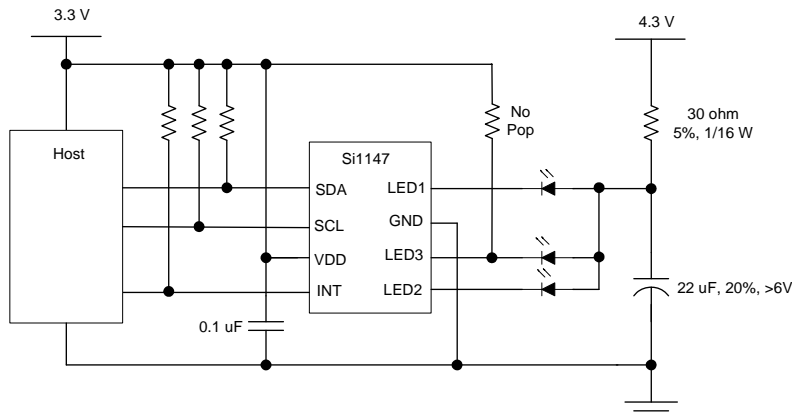 3.3 V
4.3 V
30 ohm
5%, 1/16 W
No
Pop
Host
Si1147
SDA
LED1
SCL
GND
VDD
LED3
INT
LED2
0.1 uF
22 uF, 20%, >6V